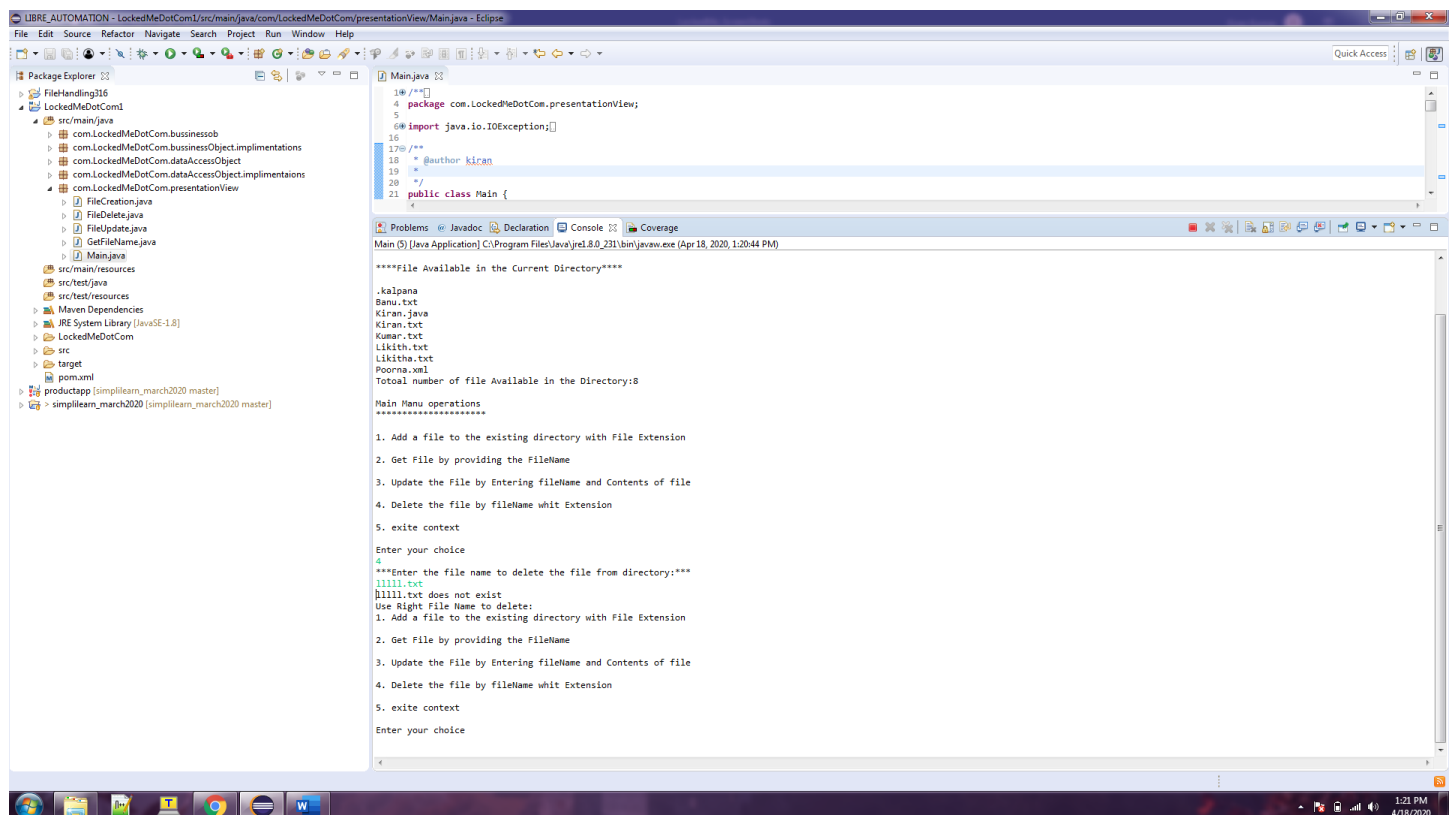 LIBRE_AUTOMATION - LockedMeDotCom1/src/main/java/com/LockedMeDotCom/presentationView/Main.java - Eclipse
File Edit Source Refactor Navigate Search Project Run Window Help
Quick Access
Package Explorer
FileHandling316
LockedMeDotCom1
src/main/java
com.LockedMeDotCom.bussinessob
com.LockedMeDotCom.bussinessObject.implimentations
com.LockedMeDotCom.dataAccessObject
com.LockedMeDotCom.dataAccessObject.implimentaions
com.LockedMeDotCom.presentationView
FileCreation.java
FileDelete.java
FileUpdate.java
GetFileName.java
Main.java
src/main/resources
src/test/java
src/test/resources
Maven Dependencies
JRE System Library [JavaSE-1.8]
LockedMeDotCom
src
target
pom.xml
productapp [simplilearn_march2020 master]
> simplilearn_march2020 [simplilearn_march2020 master]
Main.java
1 /**
4 package com.LockedMeDotCom.presentationView;
5
6 import java.io.IOException;
16
17 /**
18 * @author kiran
19 *
20 */
21 public class Main {
Problems Javadoc Declaration Console Coverage
Main (5) [Java Application] C:\Program Files\Java\jre1.8.0_231\bin\javaw.exe (Apr 18, 2020, 1:20:44 PM)
****File Available in the Current Directory****
.kalpana
Banu.txt
Kiran.java
Kiran.txt
Kumar.txt
Likith.txt
Likitha.txt
Poorna.xml
Totoal number of file Available in the Directory:8
Main Manu operations
*********************
1. Add a file to the existing directory with File Extension
2. Get File by providing the FileName
3. Update the File by Entering fileName and Contents of file
4. Delete the file by fileName whit Extension
5. exite context
Enter your choice
4
***Enter the file name to delete the file from directory:***
lllll.txt
lllll.txt does not exist
Use Right File Name to delete:
1. Add a file to the existing directory with File Extension
2. Get File by providing the FileName
3. Update the File by Entering fileName and Contents of file
4. Delete the file by fileName whit Extension
5. exite context
Enter your choice
1:21 PM
4/18/2020